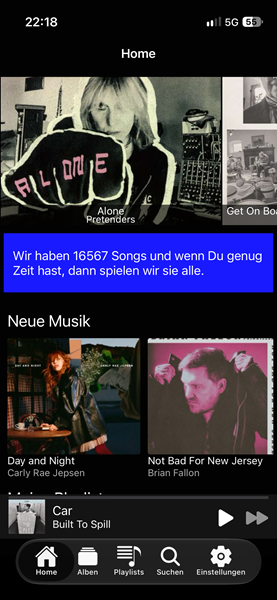 22:18
5G
55
Home
ALONE
Alone
Pretenders
Get On Boa
Wir haben 16567 Songs und wenn Du genug
Zeit hast, dann spielen wir sie alle.
Neue Musik
DAY AND NIGHT
CARLY RAE JEPSEN
Day and Night
Carly Rae Jepsen
Not Bad For New Jersey
Brian Fallon
Car
Built To Spill
Home
Alben
Playlists
Suchen
Einstellungen